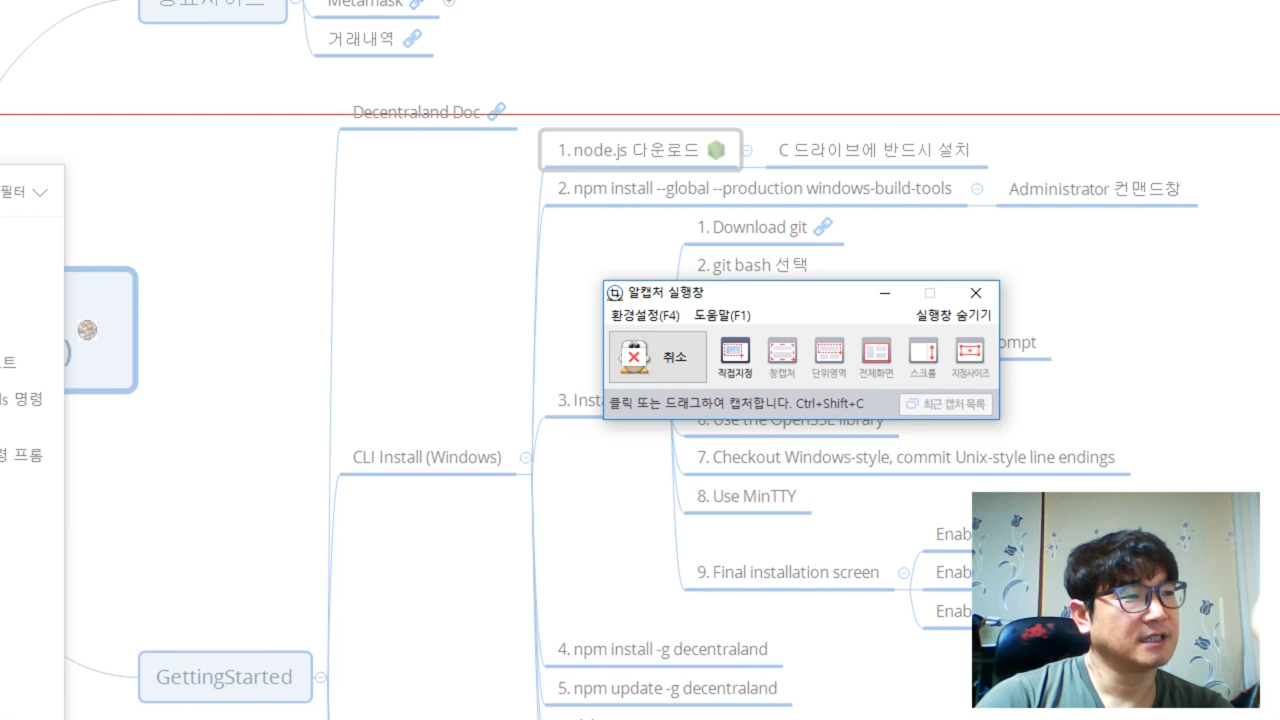 Metamask
거래내역
Decentraland Doc
1. node.js 다운로드
C 드라이브에 반드시 설치
필터
2. npm install --global --production windows-build-tools
Administrator 컨맨드창
1. Download git
2. git bash 선택
알캡처 실행창
환경설정(F4) 도움말(F1) 실행창 숨기기
취소
직접지정
창캡처
단위영역
전체화면
스크롤
지정사이즈
클릭 또는 드래그하여 캡처합니다. Ctrl+Shift+C
최근 캡처 목록
ompt
트
ls 명령
령 프롬
3. Inst
6. Use the OpenSSL library
CLI Install (Windows)
7. Checkout Windows-style, commit Unix-style line endings
8. Use MinTTY
Enab
9. Final installation screen
Enab
Enab
4. npm install -g decentraland
GettingStarted
5. npm update -g decentraland